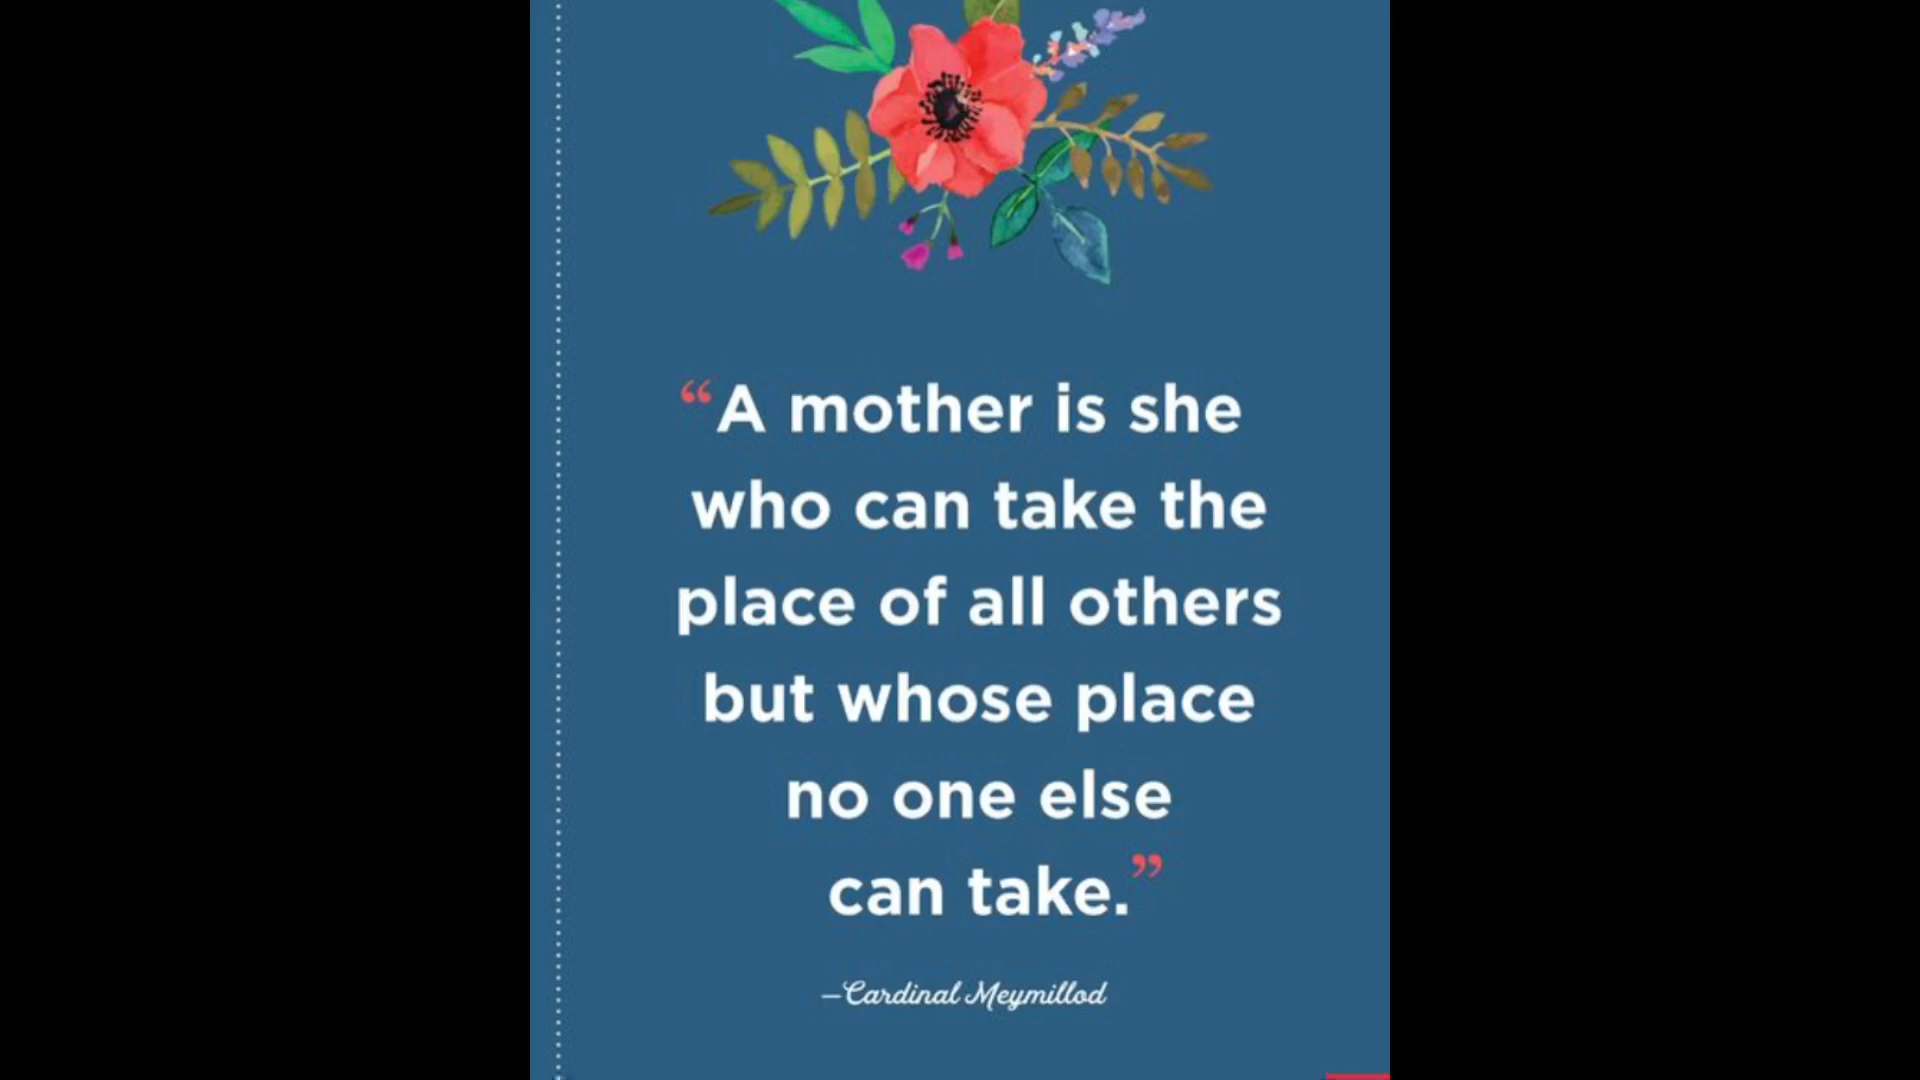 “A mother is she
who can take the
place of all others
but whose place
no one else
can take.”
—Cardinal Meymillod